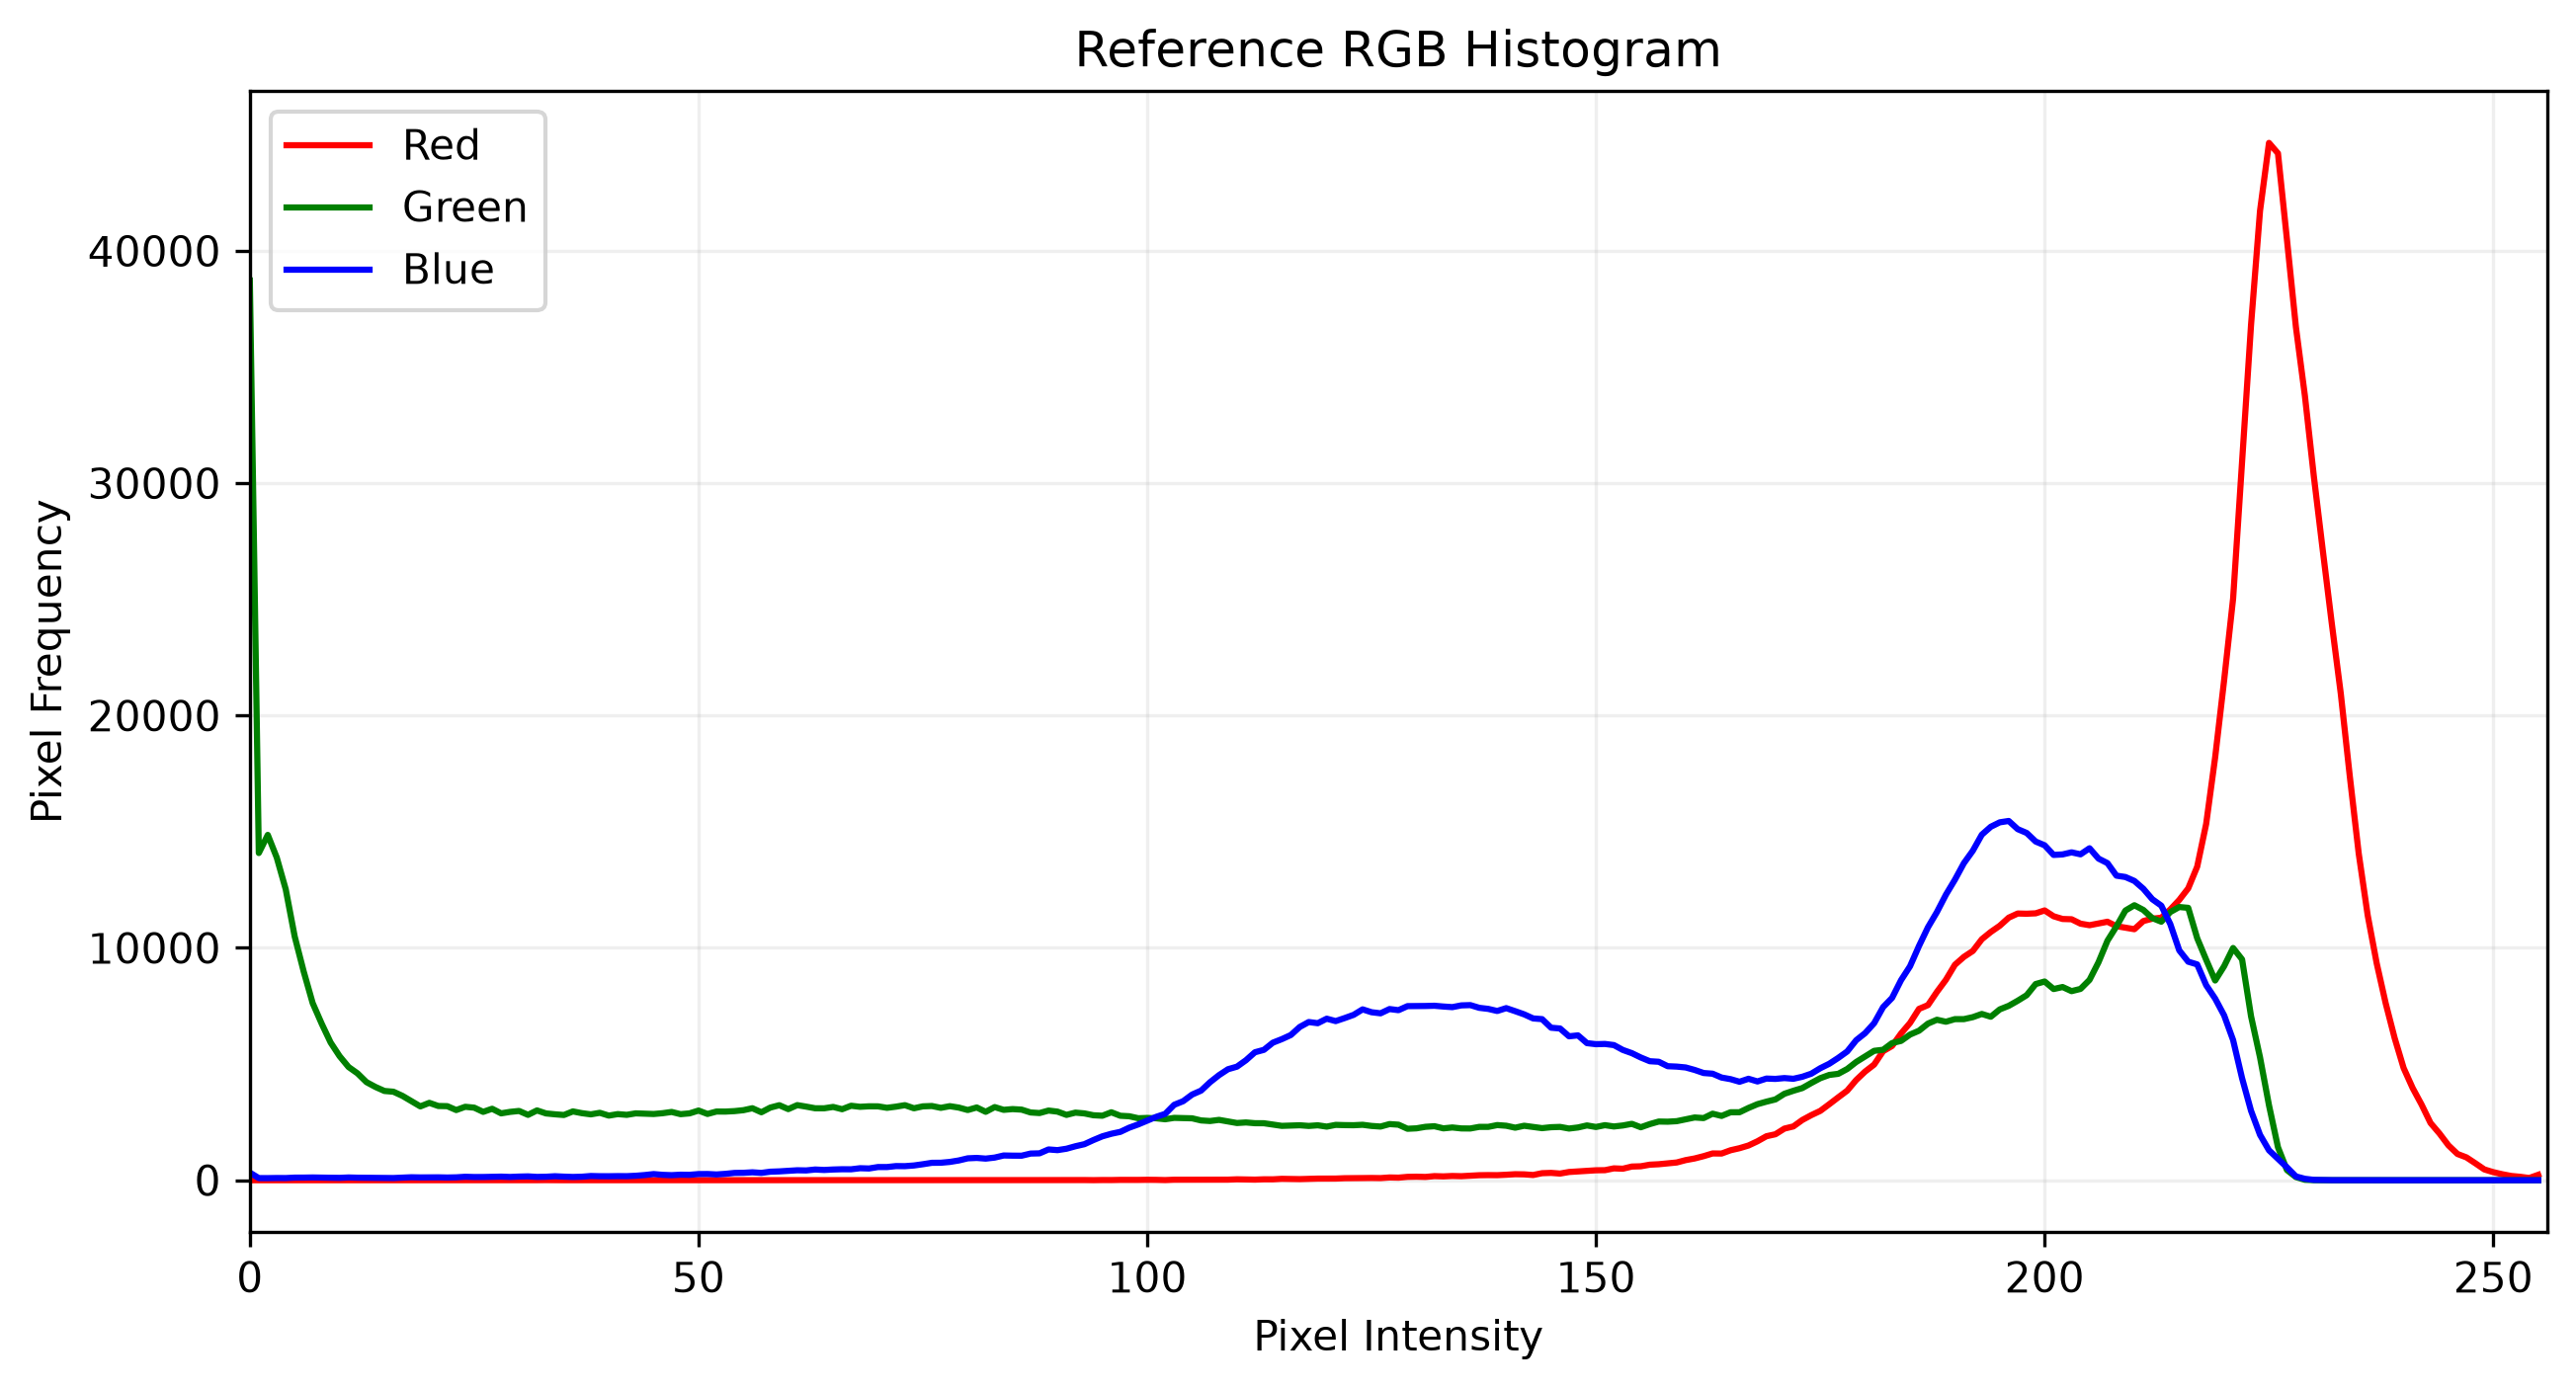 Reference RGB Histogram
Red
Green
Blue
40000
30000
20000
10000
0
Pixel Frequency
0 50 100 150 200 250
Pixel Intensity